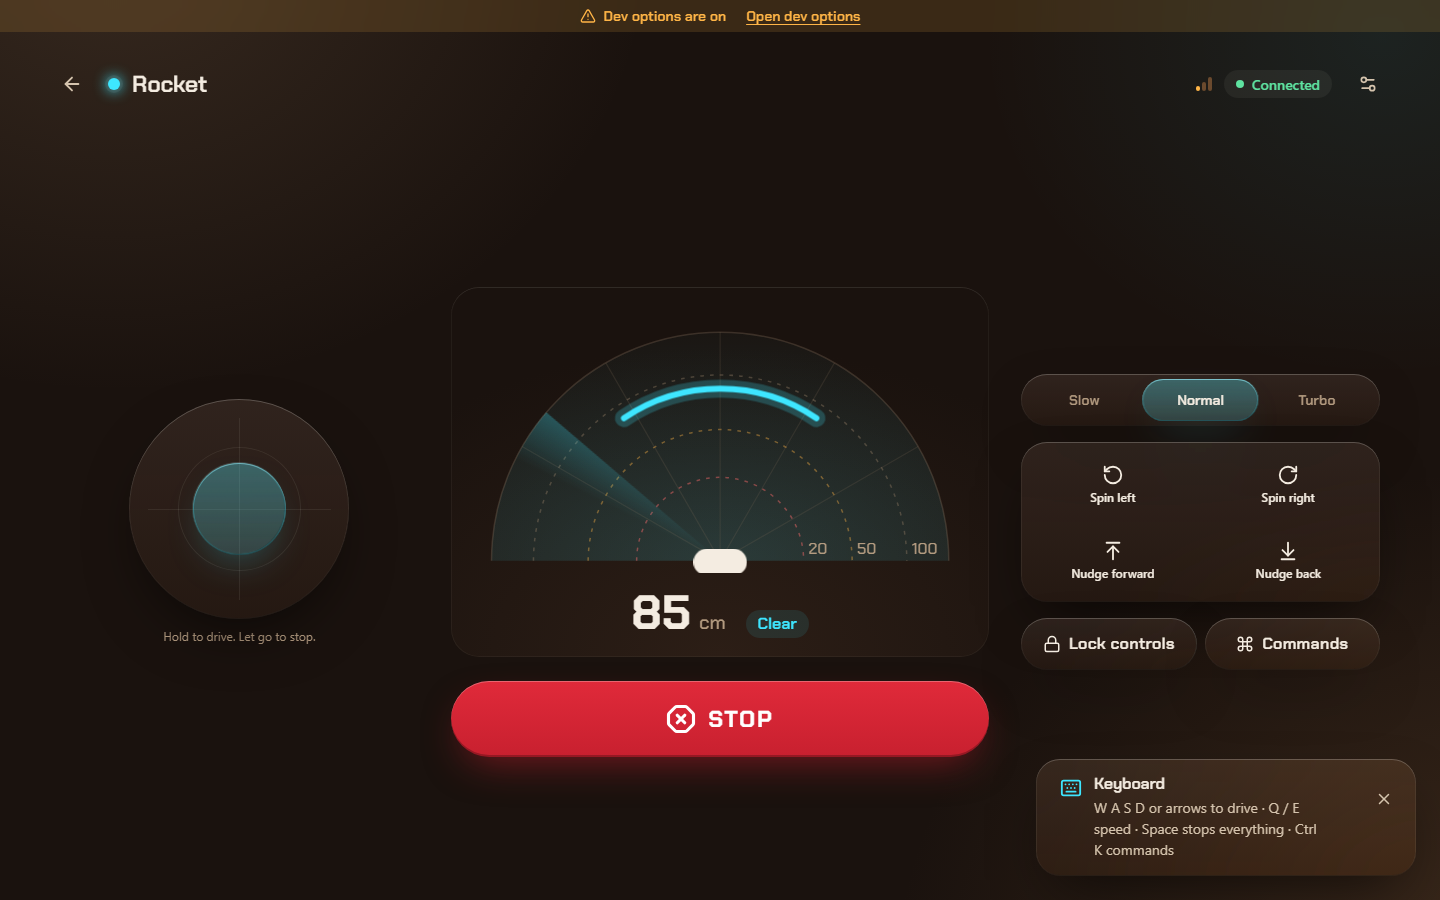 Dev options are on Open dev options
Rocket
Connected
Slow Normal Turbo
Spin left Spin right
Nudge forward Nudge back
20 50 100
85 cm Clear
Hold to drive. Let go to stop.
Lock controls Commands
STOP
Keyboard
W A S D or arrows to drive · Q / E
speed · Space stops everything · Ctrl
K commands